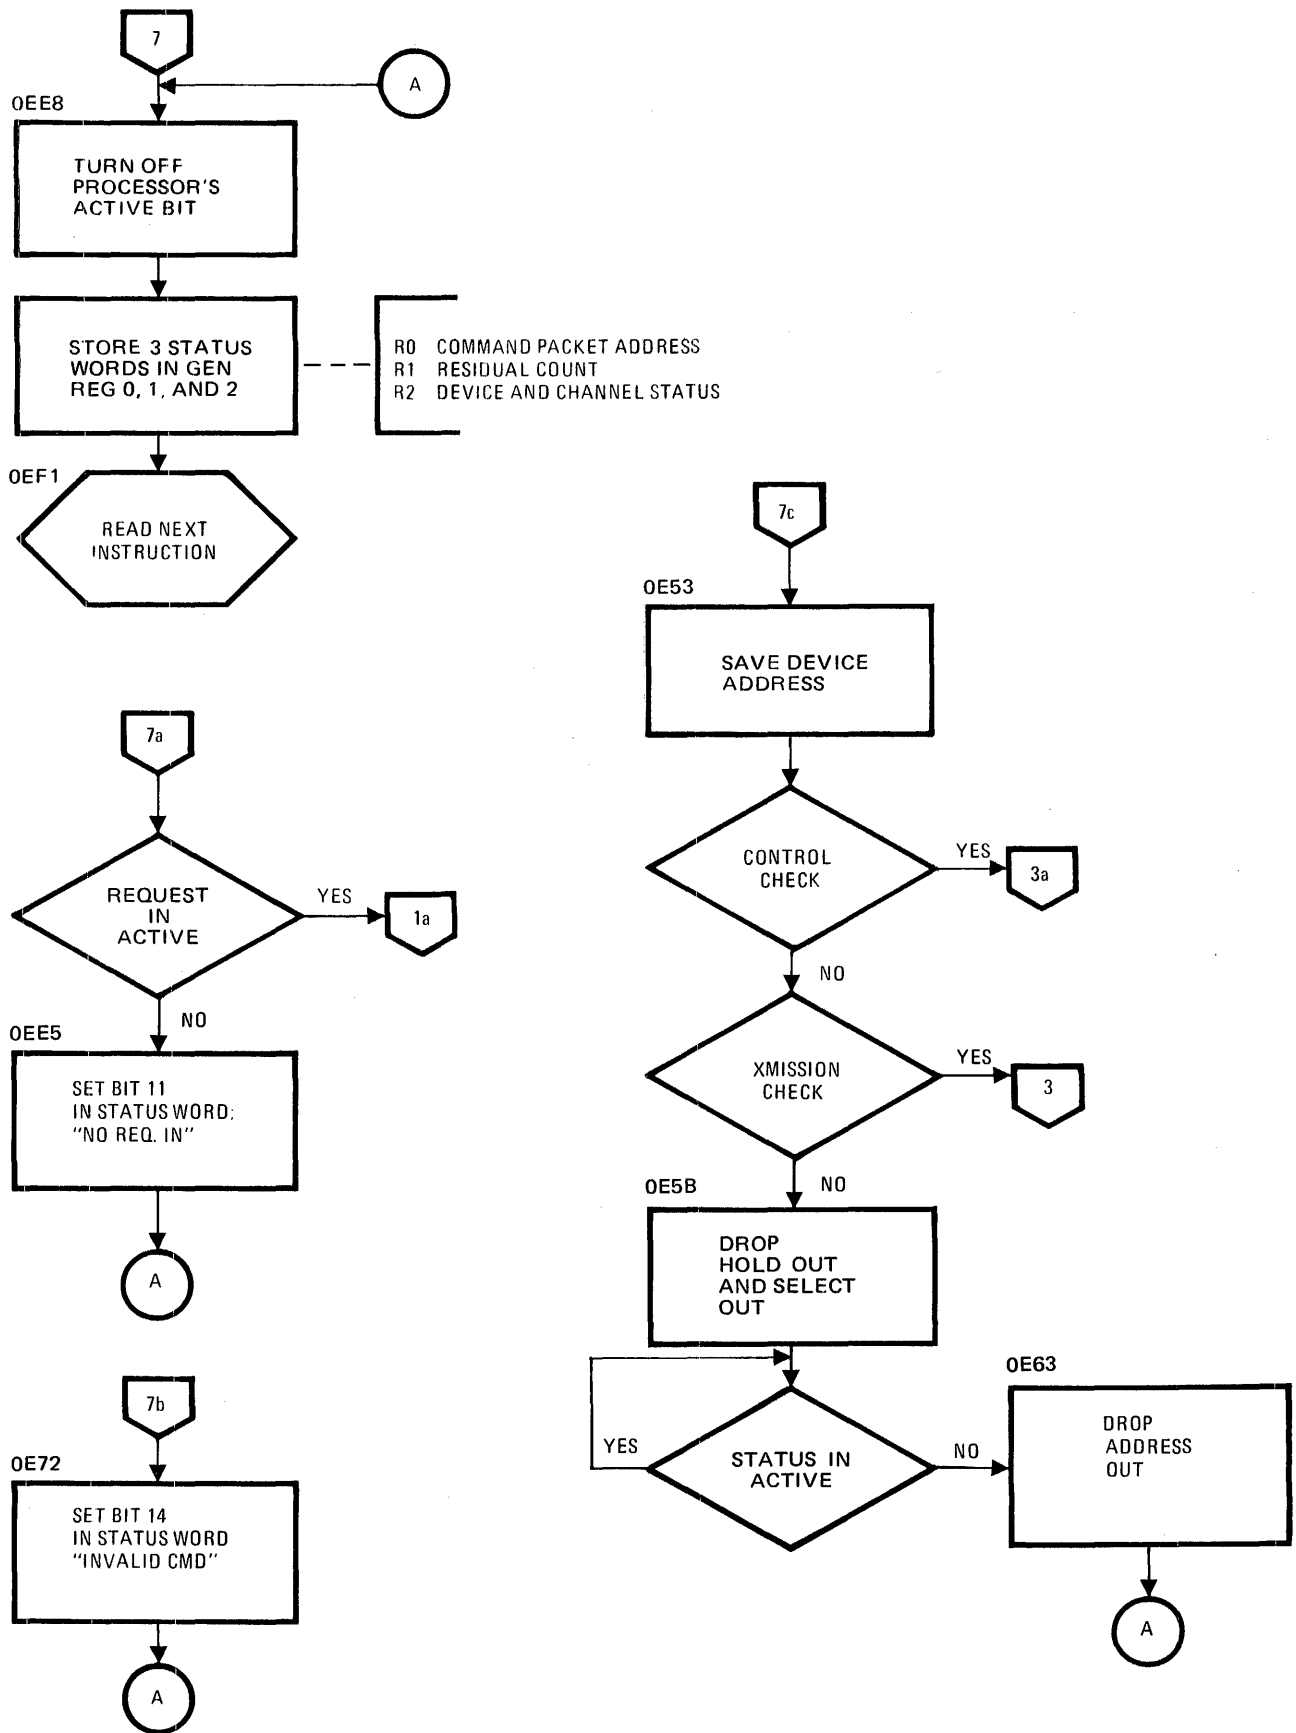 7
A
0EE8
TURN OFF
PROCESSOR'S
ACTIVE BIT
STORE 3 STATUS
WORDS IN GEN
REG 0, 1, AND 2
R0 COMMAND PACKET ADDRESS
R1 RESIDUAL COUNT
R2 DEVICE AND CHANNEL STATUS
0EF1
READ NEXT
INSTRUCTION
7a
REQUEST
IN
ACTIVE
YES
1a
NO
0EE5
SET BIT 11
IN STATUS WORD:
"NO REQ. IN"
A
7b
0E72
SET BIT 14
IN STATUS WORD
"INVALID CMD"
A
7c
0E53
SAVE DEVICE
ADDRESS
CONTROL
CHECK
YES
3a
NO
XMISSION
CHECK
YES
3
NO
0E5B
DROP
HOLD OUT
AND SELECT
OUT
STATUS IN
ACTIVE
YES
NO
0E63
DROP
ADDRESS
OUT
A